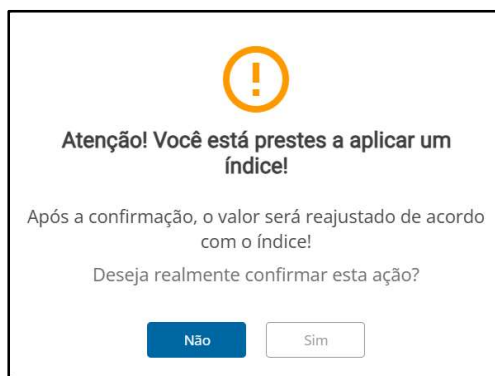 Atenção! Você está prestes a aplicar um
índice!
Após a confirmação, o valor será reajustado de acordo
com o índice!
Deseja realmente confirmar esta ação?
Não
Sim